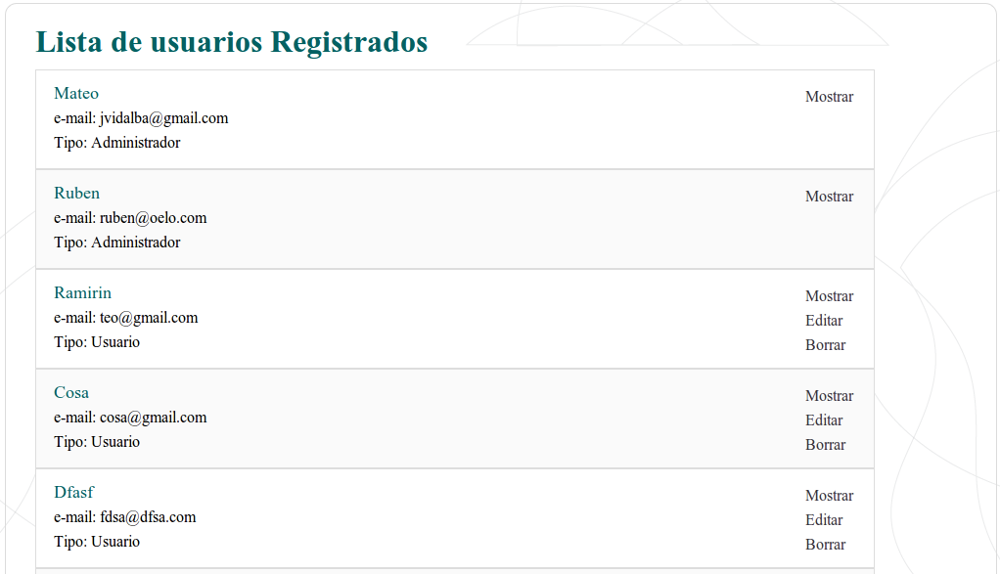 Lista de usuarios Registrados
Mateo
Mostrar
e-mail: jvidalba@gmail.com
Tipo: Administrador
Ruben
Mostrar
e-mail: ruben@oelo.com
Tipo: Administrador
Ramirin
Mostrar
e-mail: teo@gmail.com
Editar
Tipo: Usuario
Borrar
Cosa
Mostrar
e-mail: cosa@gmail.com
Editar
Tipo: Usuario
Borrar
Dfasf
Mostrar
e-mail: fdsa@dfsa.com
Editar
Tipo: Usuario
Borrar